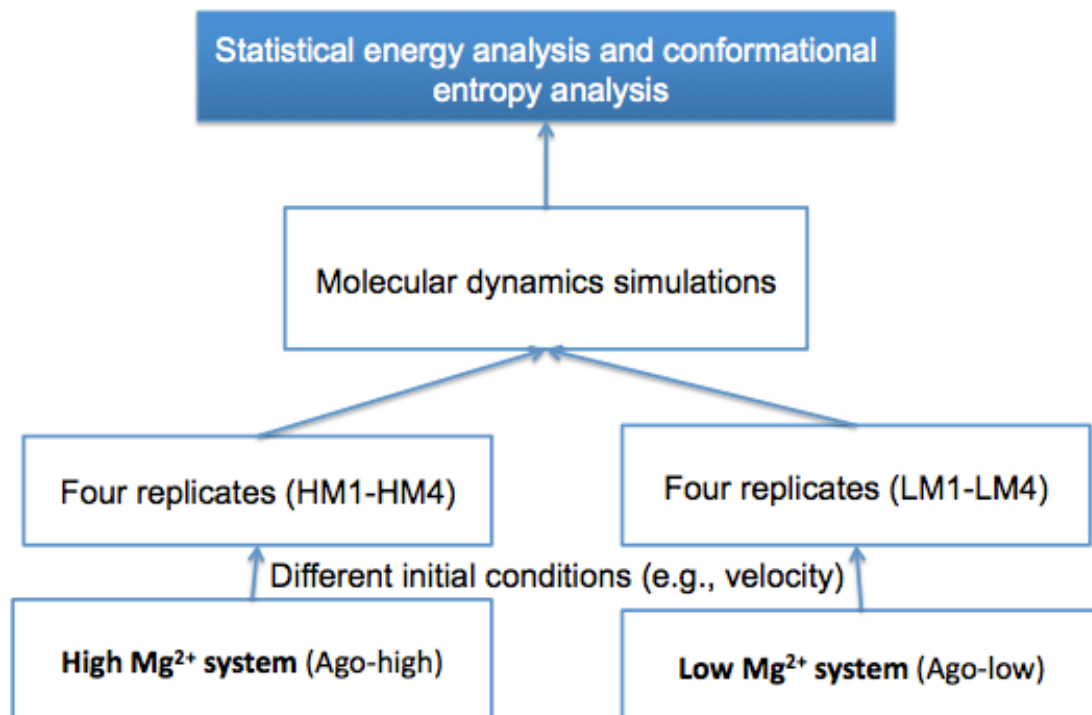 Statistical energy analysis and conformational
entropy analysis
Molecular dynamics simulations
Four replicates (HM1-HM4)
Four replicates (LM1-LM4)
Different initial conditions (e.g., velocity)
High Mg²⁺ system (Ago-high)
Low Mg²⁺ system (Ago-low)